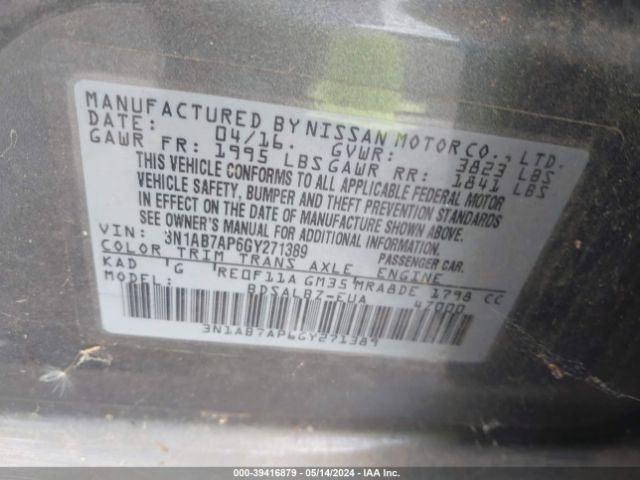 MANUFACTURED BY NISSAN MOTOR CO., LTD.
DATE: 04/16. GVWR: 3823 LBS
GAWR FR: 1995 LBS GAWR RR: 1841 LBS
THIS VEHICLE CONFORMS TO ALL APPLICABLE FEDERAL MOTOR
VEHICLE SAFETY, BUMPER AND THEFT PREVENTION STANDARDS
IN EFFECT ON THE DATE OF MANUFACTURE SHOWN ABOVE.
SEE OWNER'S MANUAL FOR ADDITIONAL INFORMATION.
VIN: 3N1AB7AP6GY271389 PASSENGER CAR.
COLOR TRIM TRANS AXLE ENGINE
KAD G RE0F11A GM35 MRA8DE 1798 CC
MODEL: BDSALB7-EUA 47000
3N1AB7AP6GY271389
000-39416879 - 05/14/2024 - IAA Inc.